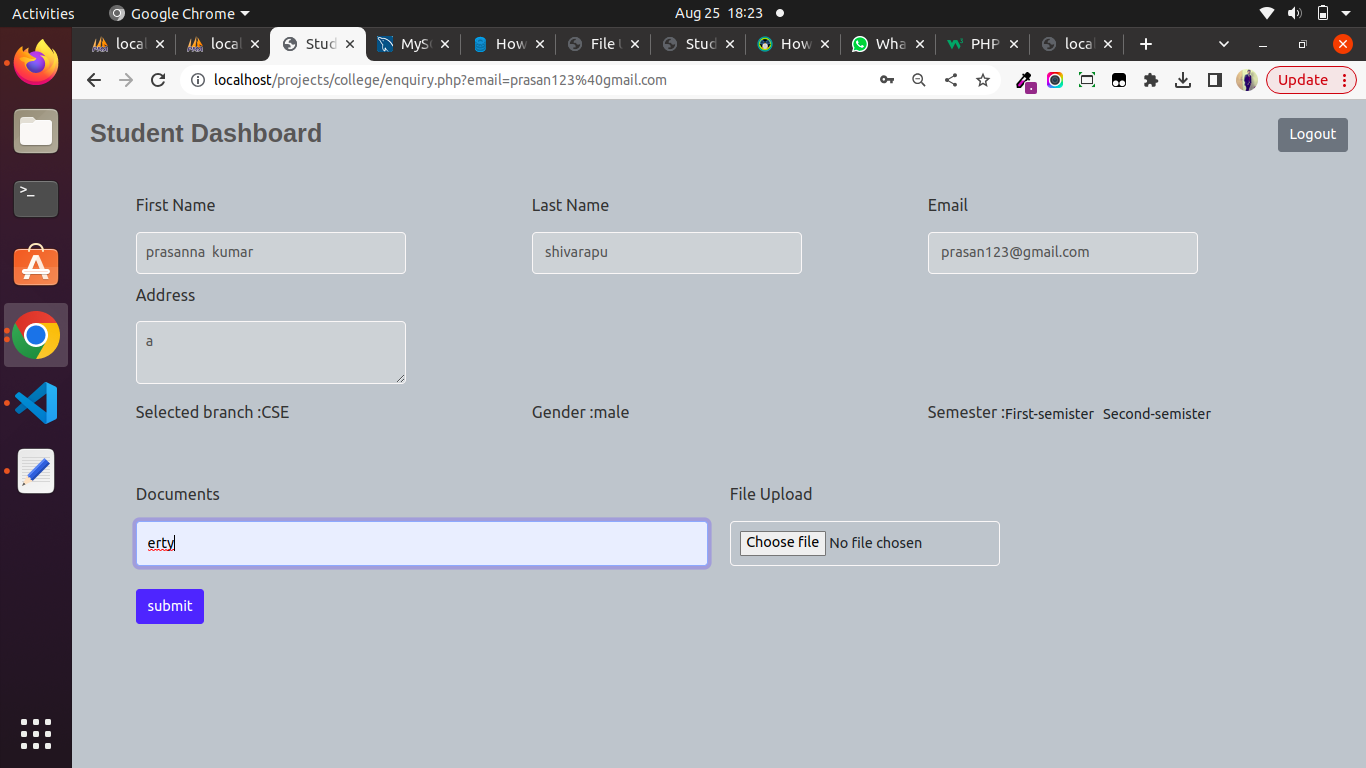 Activities Google Chrome Aug 25 18:23
local Stud MySQ How File U Stud How Wha PHP local
localhost/projects/college/enquiry.php?email=prasan123%40gmail.com Update
Student Dashboard Logout
First Name Last Name Email
prasanna kumar shivarapu prasan123@gmail.com
Address
a
Selected branch :CSE Gender :male Semester :First-semister Second-semister
Documents File Upload
erty Choose file No file chosen
submit